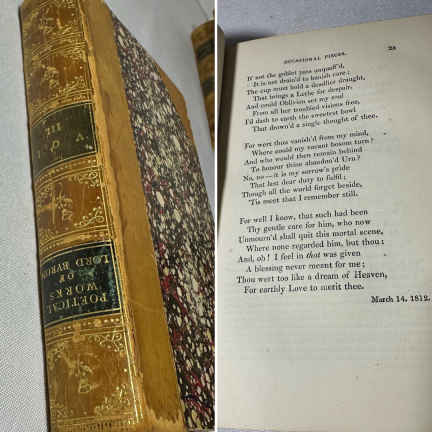 POETICAL
WORKS
OF
LORD BYRON
OCCASIONAL PIECES. 23
If not the goblet pass unquaff'd,
It is not drain'd to banish care;
The cup must hold a deadlier draught,
That brings a Lethe for despair.
And could Oblivion set my soul
From all her troubled visions free,
I'd dash to earth the sweetest bowl
That drown'd a single thought of thee.
For wert thou vanish'd from my mind,
Where could my vacant bosom turn?
And who would then remain behind
To honour thine abandon'd Urn?
No, no—it is my sorrow's pride
That last dear duty to fulfil;
Though all the world forget beside,
'Tis meet that I remember still.
For well I know, that such had been
Thy gentle care for him, who now
Unmourn'd shall quit this mortal scene,
Where none regarded him, but thou:
And, oh! I feel in that was given
A blessing never meant for me;
Thou wert too like a dream of Heaven,
For earthly Love to merit thee.
March 14, 1812.